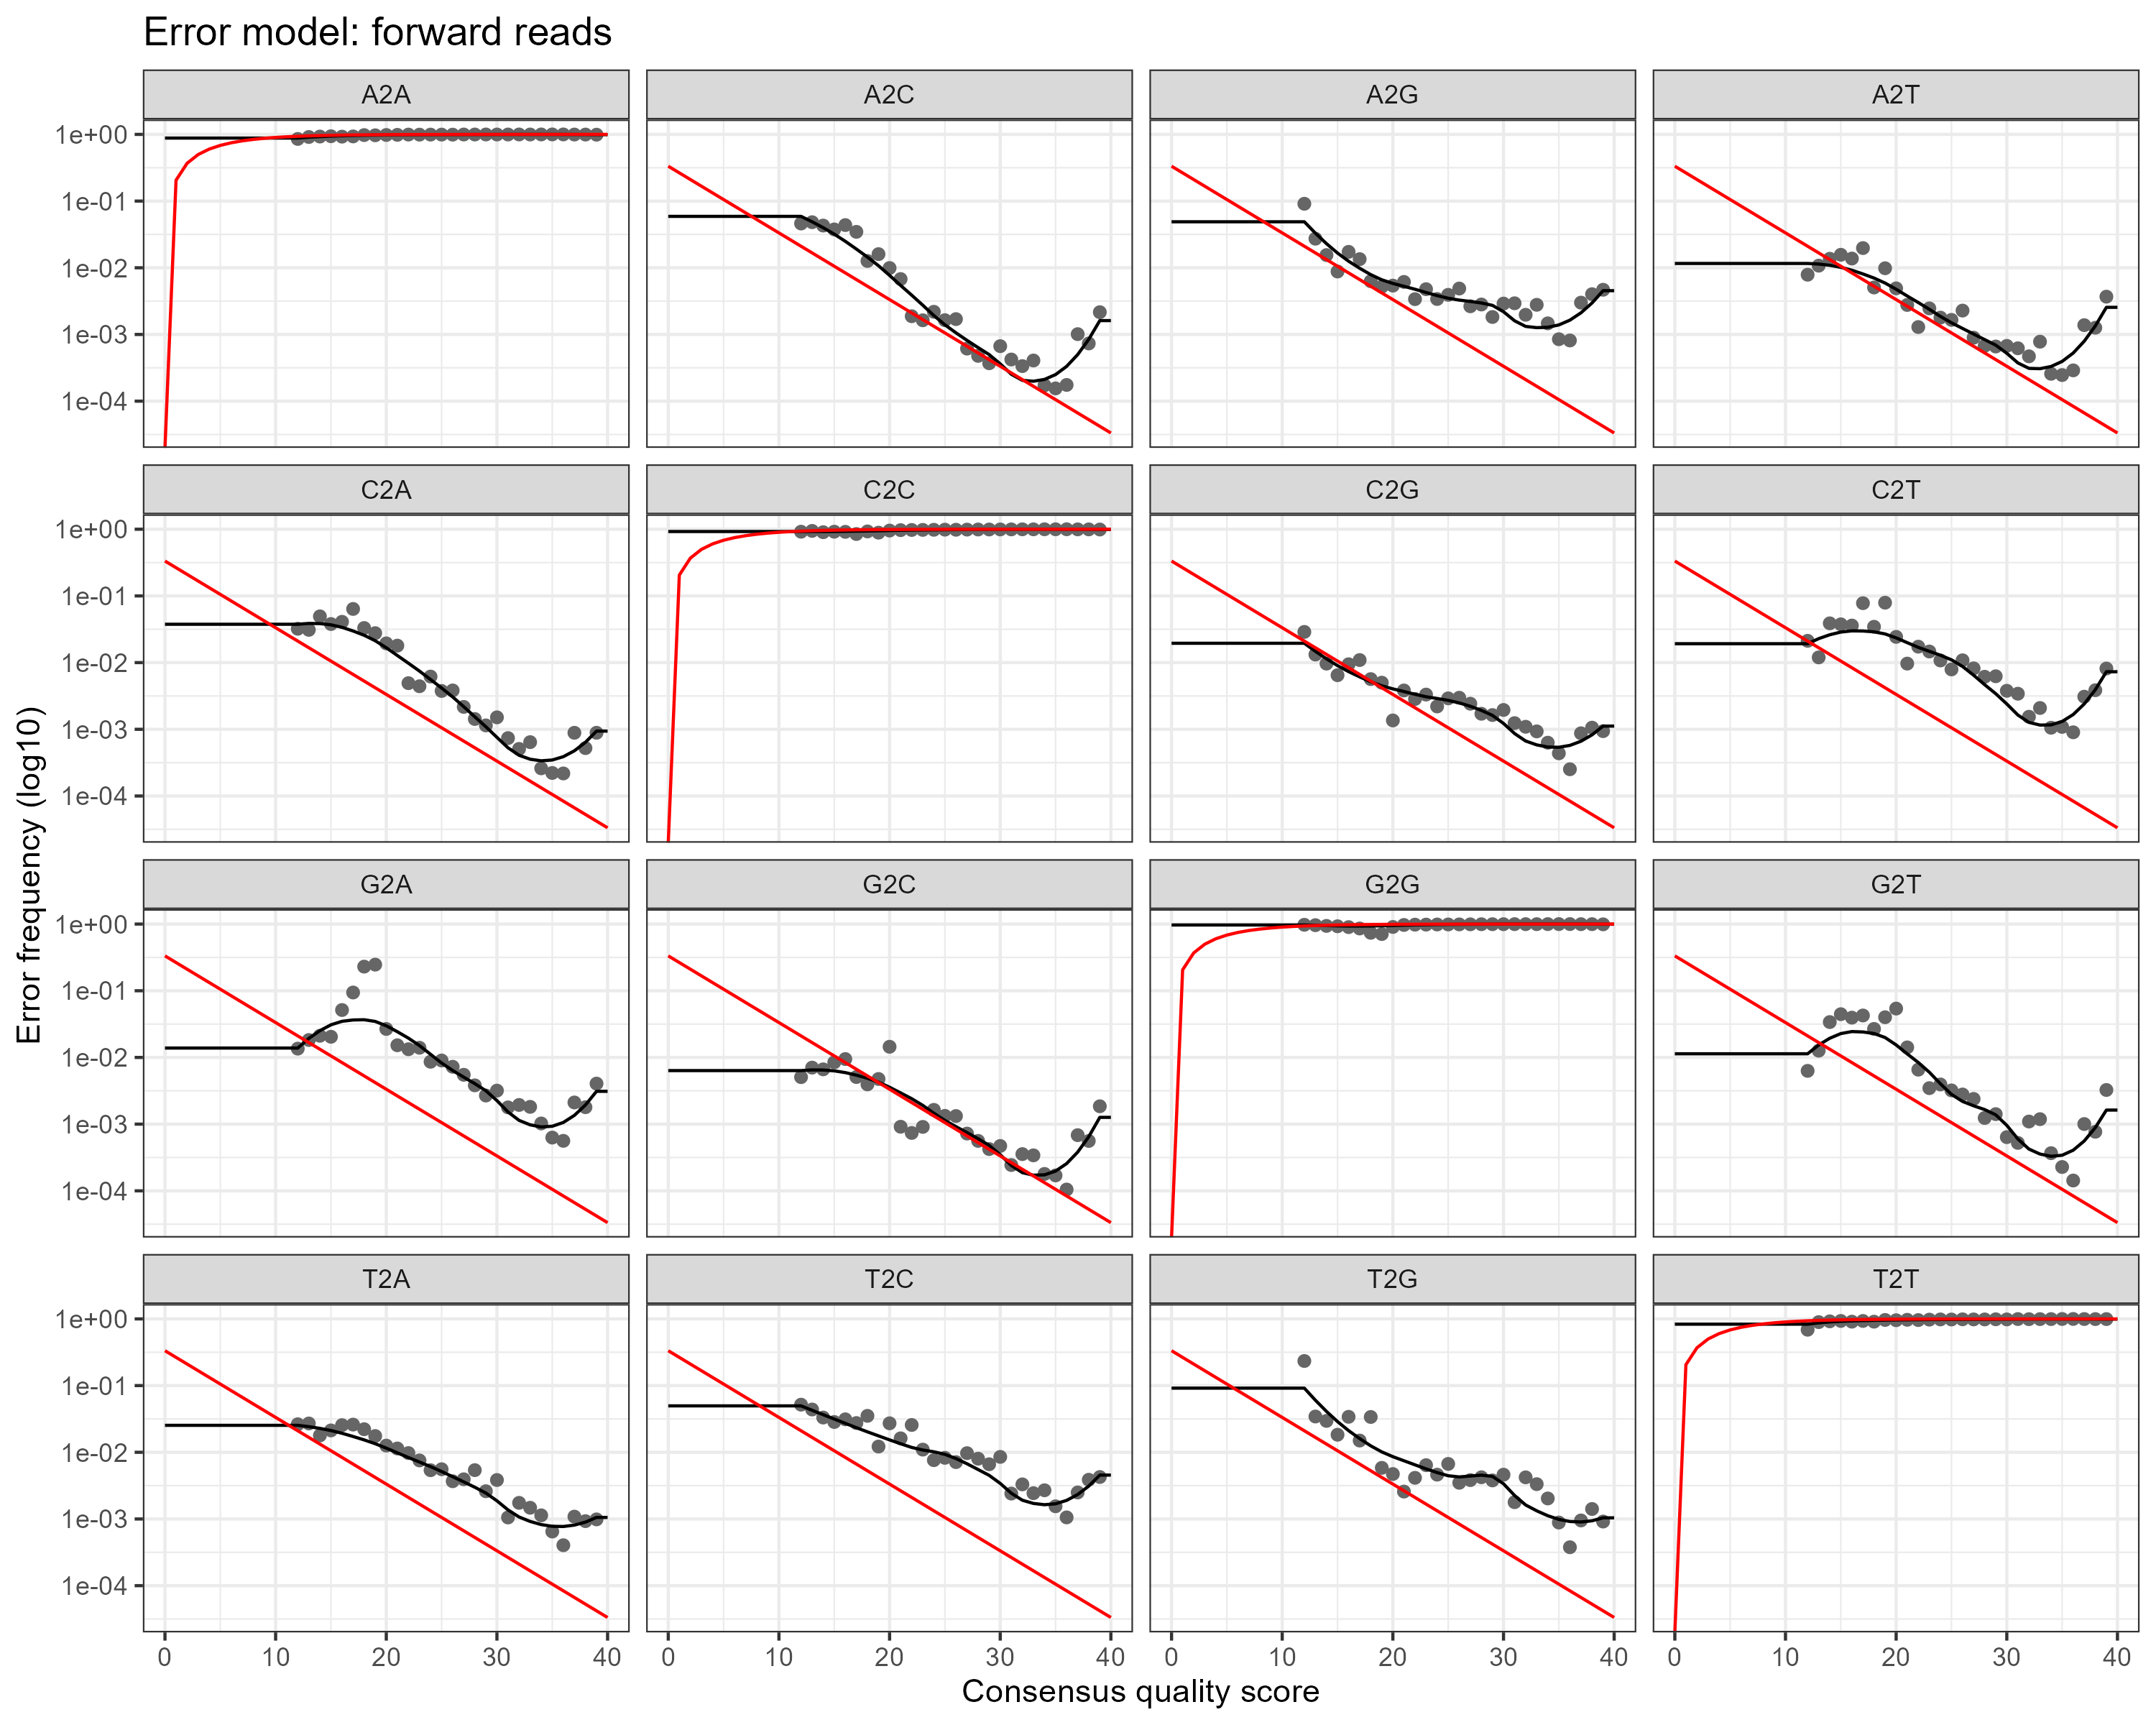 Error model: forward reads
A2A A2C A2G A2T
1e+00
1e-01
1e-02
1e-03
1e-04
C2A C2C C2G C2T
1e+00
1e-01
1e-02
1e-03
1e-04
G2A G2C G2G G2T
1e+00
1e-01
1e-02
1e-03
1e-04
T2A T2C T2G T2T
1e+00
1e-01
1e-02
1e-03
1e-04
0 10 20 30 40 0 10 20 30 40 0 10 20 30 40 0 10 20 30 40
Consensus quality score
Error frequency (log10)